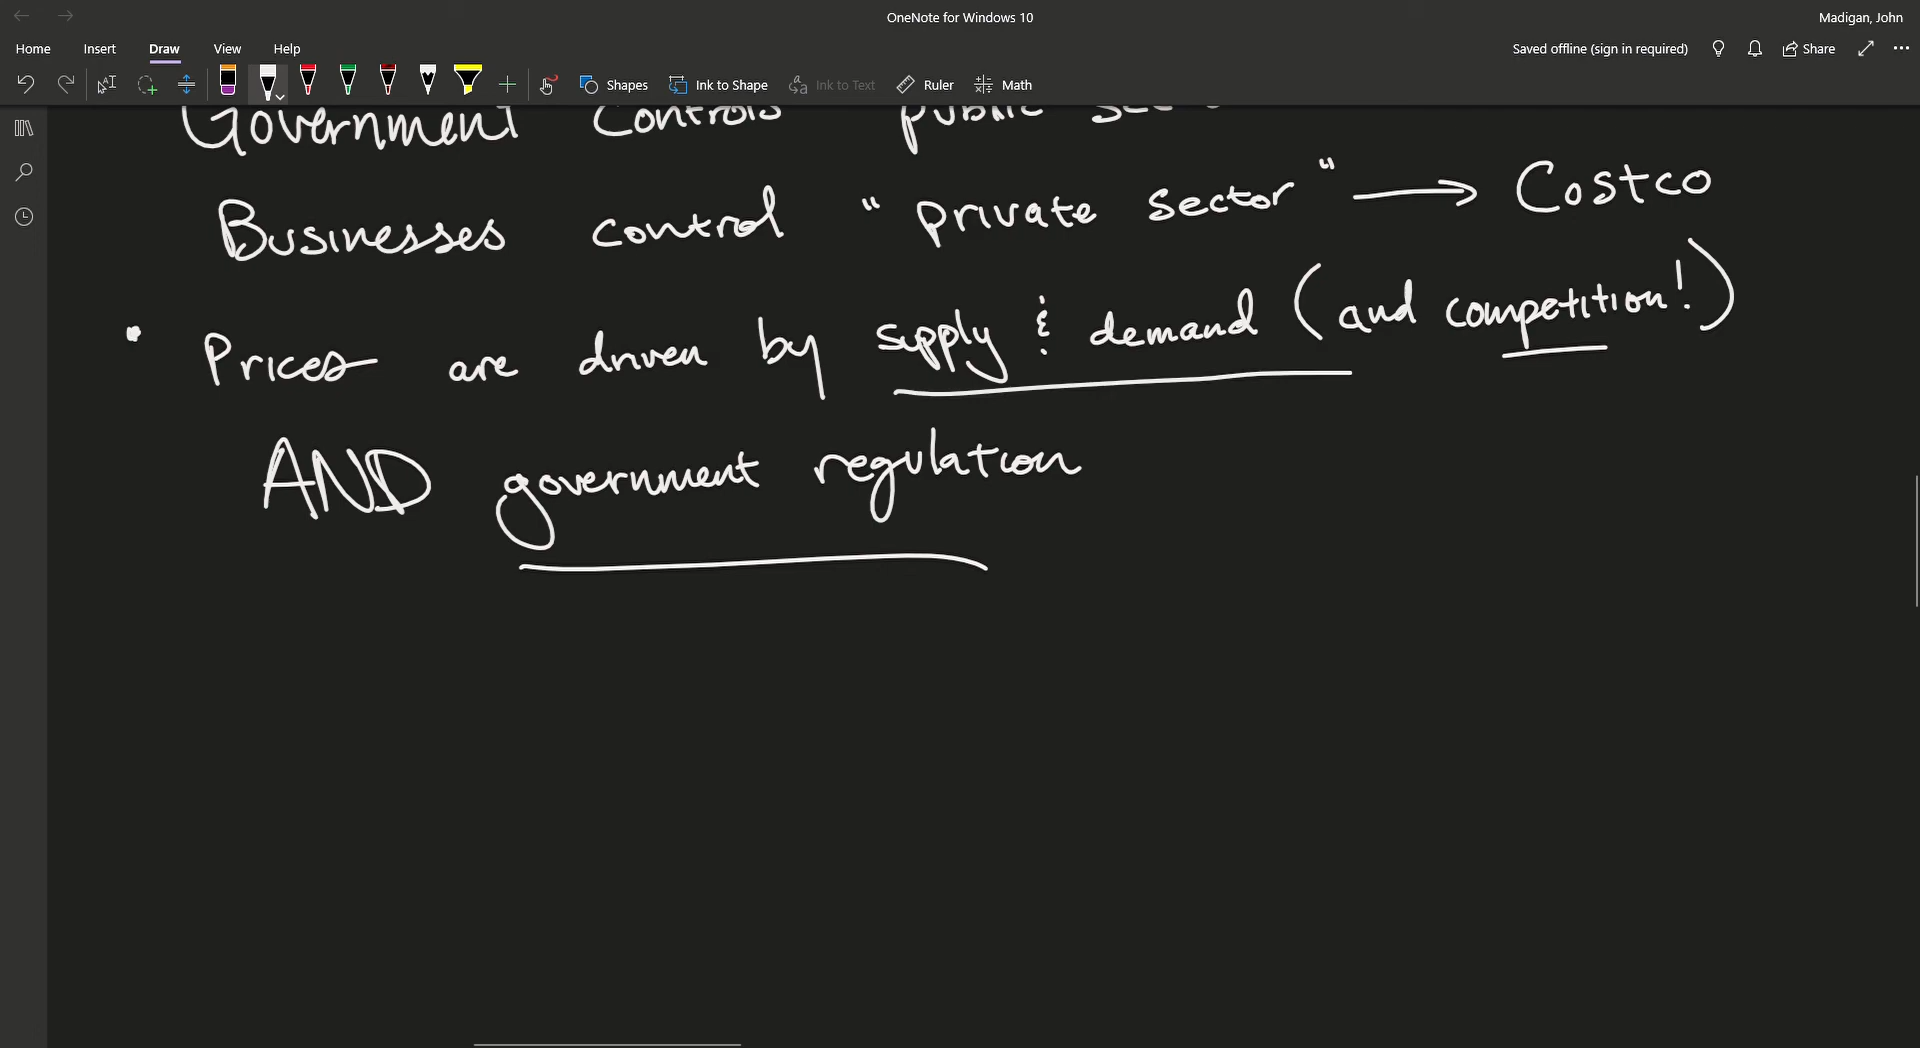 OneNote for Windows 10
Madigan, John
Home Insert Draw View Help
Saved offline (sign in required) Share
Shapes Ink to Shape Ink to Text Ruler Math
Government Controls public
Businesses control "private sector" → Costco
• Prices are driven by supply & demand (and competition!)
AND government regulation